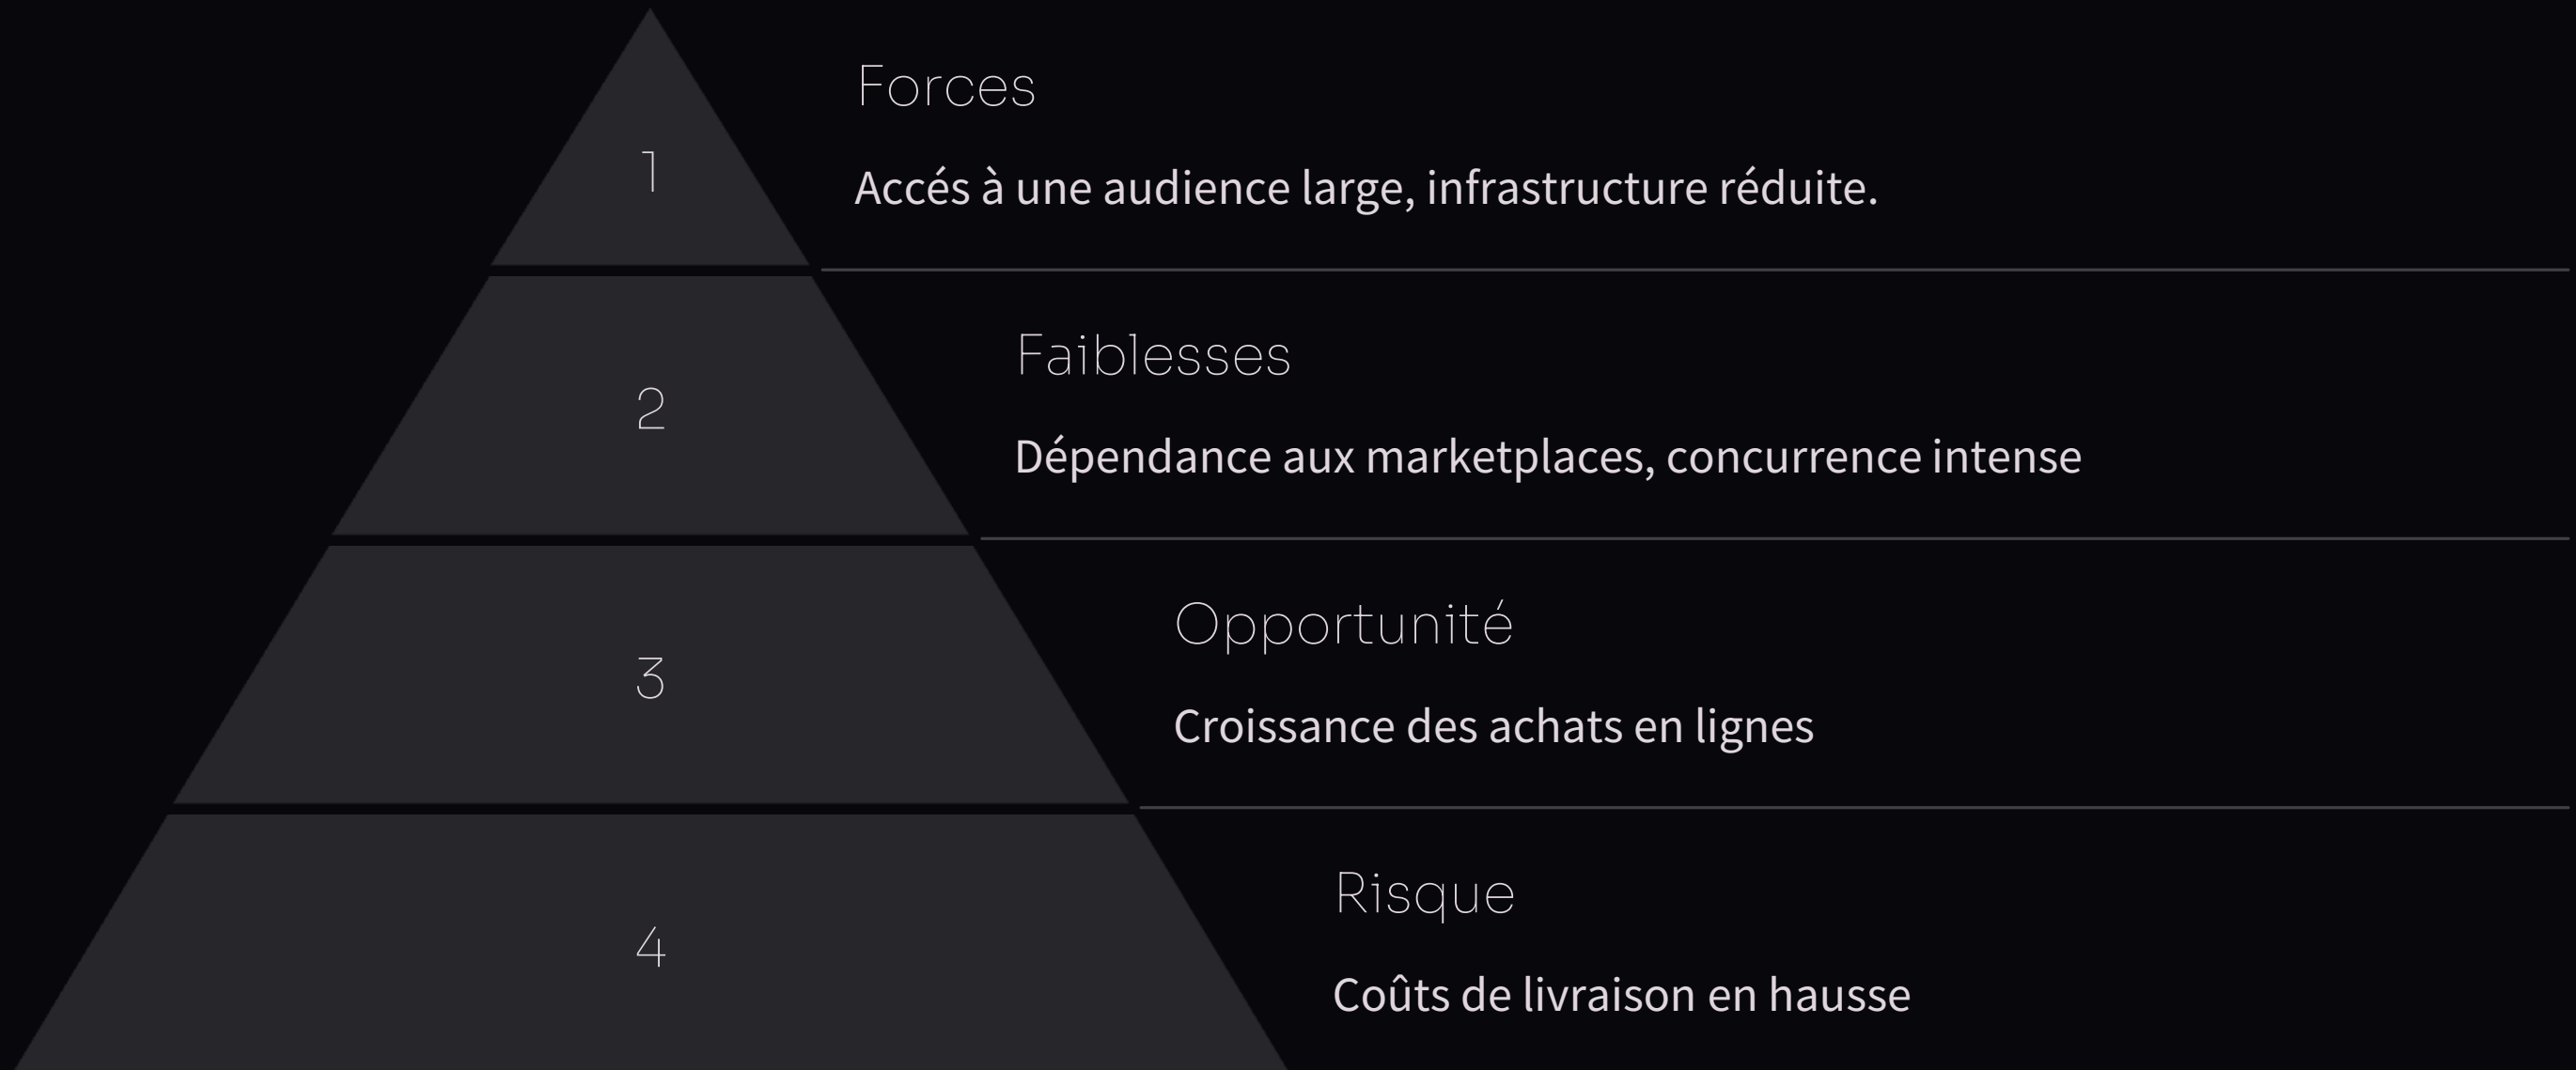 1
Forces
Accés à une audience large, infrastructure réduite.
2
Faiblesses
Dépendance aux marketplaces, concurrence intense
3
Opportunité
Croissance des achats en lignes
4
Risque
Coûts de livraison en hausse